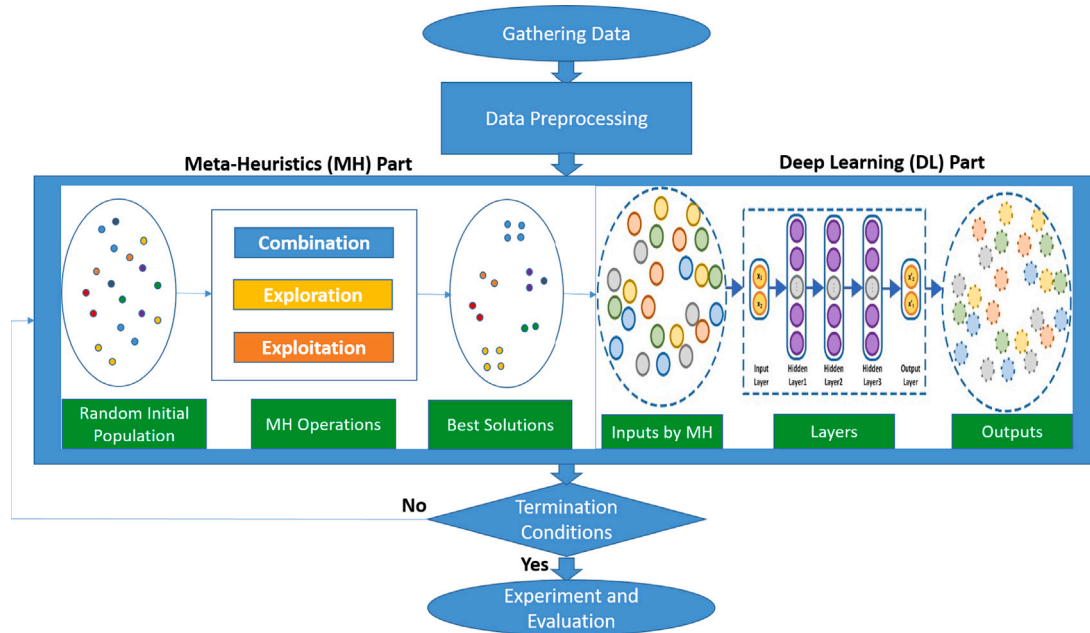 Gathering Data
Data Preprocessing
Meta-Heuristics (MH) Part
Deep Learning (DL) Part
Combination
Exploration
Exploitation
Random Initial
Population
MH Operations
Best Solutions
Input
Layer
Hidden
Layer1
Hidden
Layer2
Hidden
Layer3
Output
Layer
Inputs by MH
Layers
Outputs
No
Termination
Conditions
Yes
Experiment and
Evaluation